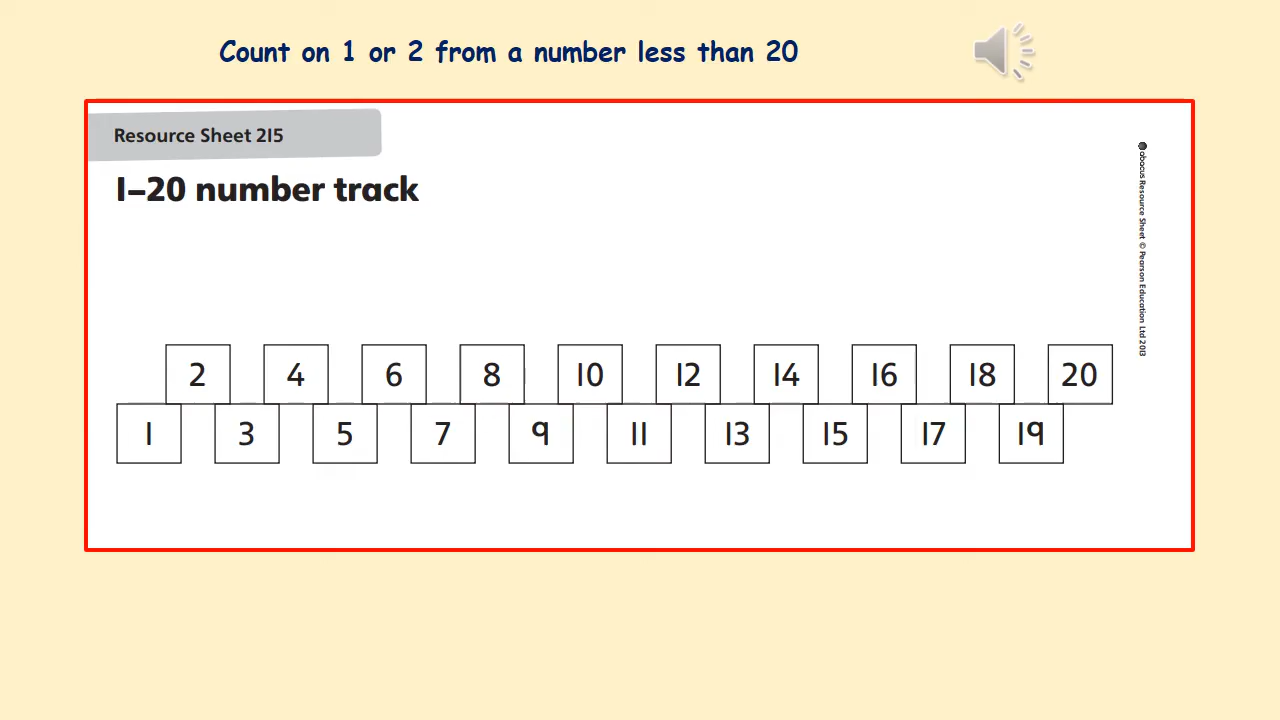 Count on 1 or 2 from a number less than 20
Resource Sheet 215
1–20 number track
abacus Resource Sheet © Pearson Education Ltd 2013
2 4 6 8 10 12 14 16 18 20
1 3 5 7 9 11 13 15 17 19